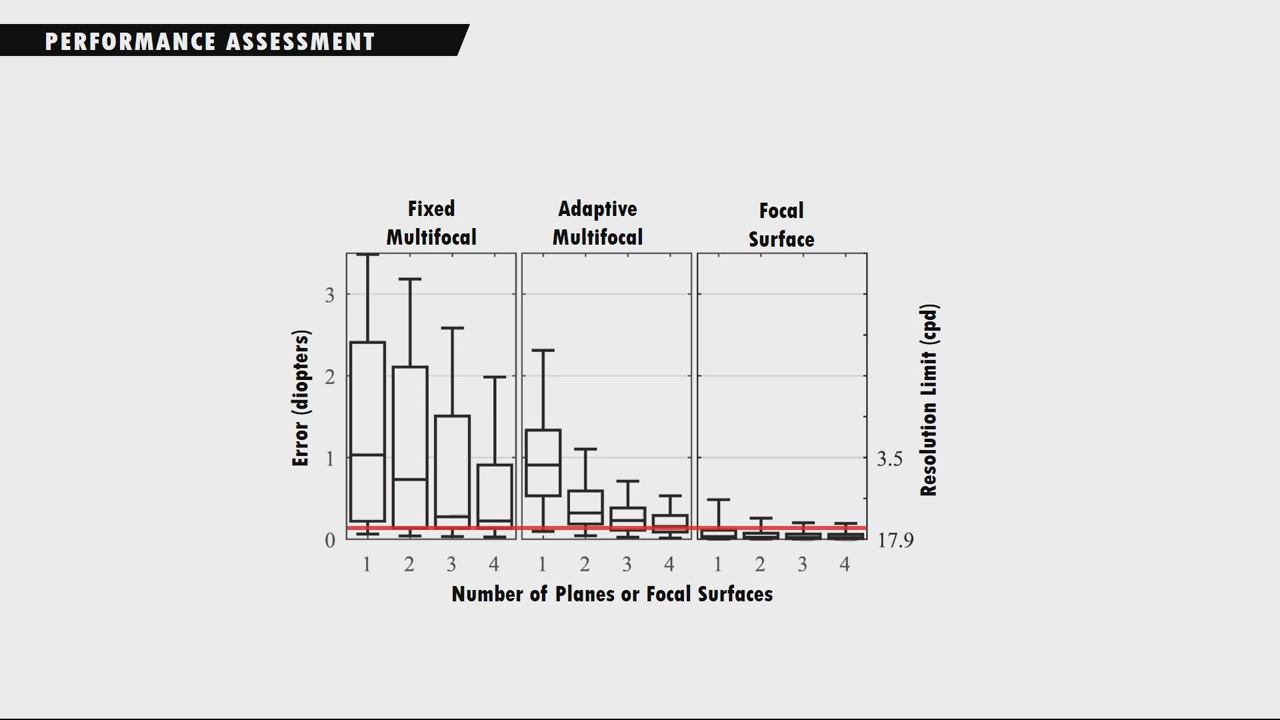 PERFORMANCE ASSESSMENT
Fixed
Multifocal
Adaptive
Multifocal
Focal
Surface
Error (diopters)
3
2
1
0
3.5
17.9
Resolution Limit (cpd)
1 2 3 4 1 2 3 4 1 2 3 4
Number of Planes or Focal Surfaces